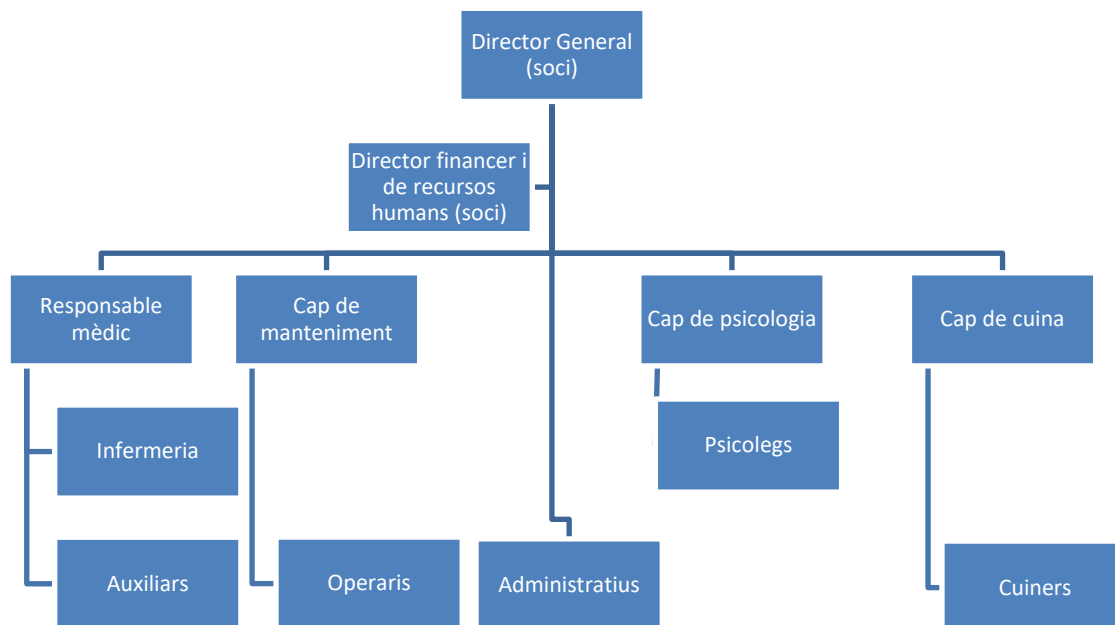 Director General
(soci)
Director financer i
de recursos
humans (soci)
Responsable
mèdic
Cap de
manteniment
Cap de psicologia
Cap de cuina
Infermeria
Psicolegs
Auxiliars
Operaris
Administratius
Cuiners